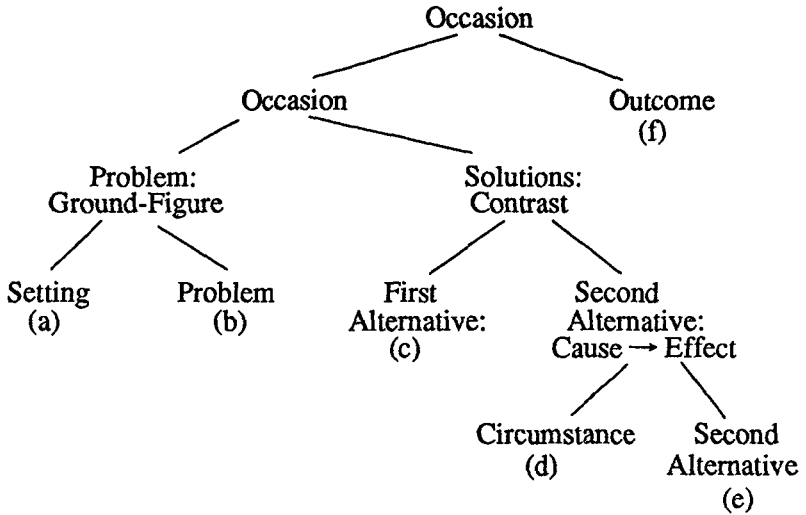 Occasion
Occasion
Outcome
(f)
Problem:
Ground-Figure
Solutions:
Contrast
Setting
(a)
Problem
(b)
First
Alternative:
(c)
Second
Alternative:
Cause → Effect
Circumstance
(d)
Second
Alternative
(e)